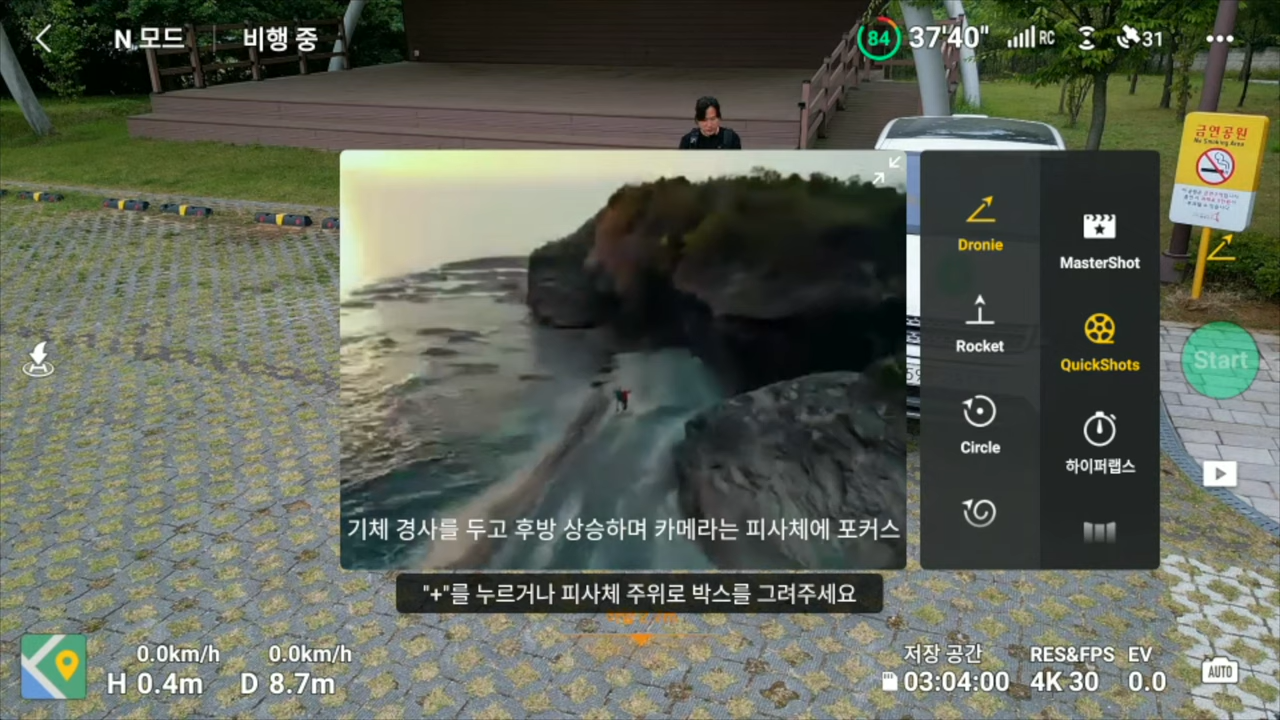 N 모드 비행 중 84 37'40" RC 31
금연공원
No Smoking Area
Dronie
MasterShot
Rocket
QuickShots
Start
Circle
하이퍼랩스
기체 경사를 두고 후방 상승하며 카메라는 피사체에 포커스
"+"를 누르거나 피사체 주위로 박스를 그려주세요
0.0km/h 0.0km/h
H 0.4m D 8.7m
저장 공간 RES&FPS EV
03:04:00 4K 30 0.0
AUTO